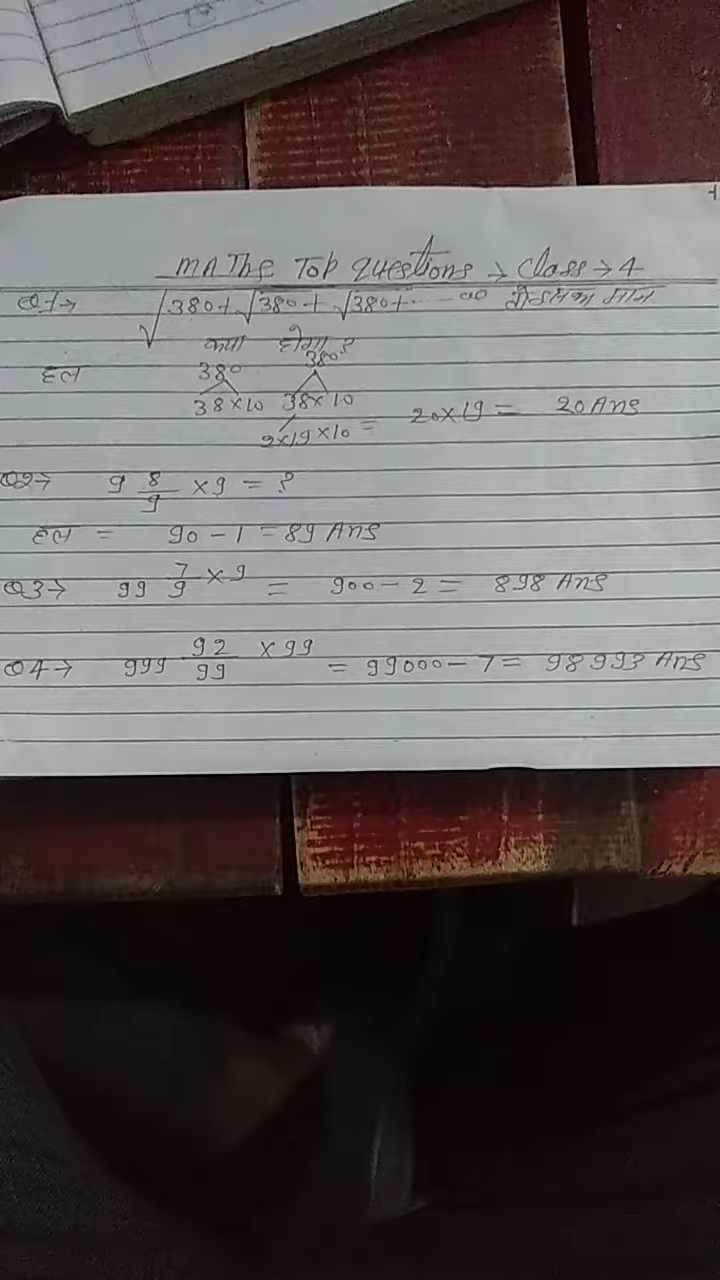 MAThs Top Questions → Class → 4
Q1→ √380+√380+√380+.... ∞ तो इसका मान
क्या होगा ?
हल 380 380
38×10 38×10
2×19×10 = 20×19 = 20 Ans
Q2→ 9 8/9 ×9 = ?
हल = 90-1 = 89 Ans
Q3→ 99 7/9 ×9 = 900-2 = 898 Ans
Q4→ 999 92/99 ×99 = 99000-7 = 98993 Ans